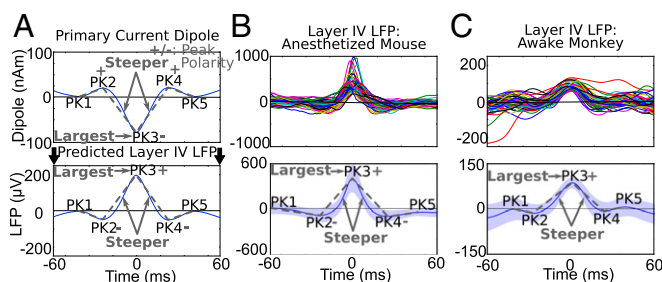 A
Primary Current Dipole
+/-: Peak
Polarity
100
Dipole (nAm)
0
100
+
PK2
Steeper
+
PK4
PK1
PK5
Largest
PK3-
Predicted Layer IV LFP
200
LFP (µV)
0
200
Largest
PK3+
PK1
PK5
PK2-
PK4-
Steeper
-60
0
60
Time (ms)
B
Layer IV LFP:
Anesthetized Mouse
1000
0
-1000
600
Largest
PK3+
PK1
PK5
0
PK2-
PK4-
Steeper
-600
-60
0
60
Time (ms)
C
Layer IV LFP:
Awake Monkey
200
0
-200
150
Largest
PK3+
PK1
PK5
0
PK2
PK4
Steeper
-150
-60
0
60
Time (ms)